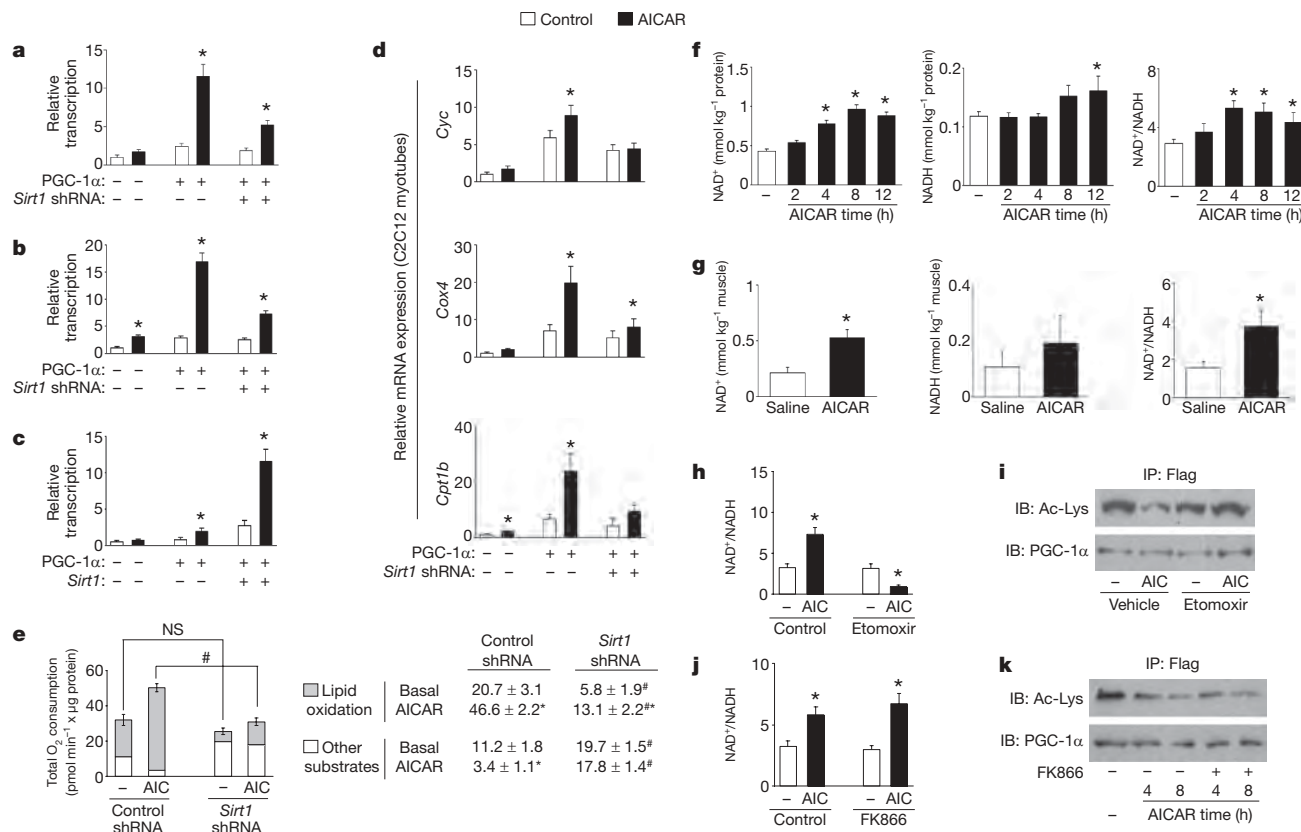 Control AICAR
a
Relative transcription
15
10
5
0
*
*
PGC-1α: – – + + + +
Sirt1 shRNA: – – – – + +
b
Relative transcription
20
15
10
5
0
*
*
*
PGC-1α: – – + + + +
Sirt1 shRNA: – – – – + +
c
Relative transcription
15
10
5
0
*
*
PGC-1α: – – + + + +
Sirt1: – – – – + +
d
Relative mRNA expression (C2C12 myotubes)
Cyc
15
10
5
0
*
Cox4
30
20
10
0
*
*
Cpt1b
40
20
0
*
*
PGC-1α: – – + + + +
Sirt1 shRNA: – – – – + +
e
Total O2 consumption
(pmol min−1 x µg protein)
60
40
20
0
NS
#
– AIC – AIC
Control shRNA
Sirt1 shRNA
Control shRNA Sirt1 shRNA
Lipid oxidation
Basal 20.7 ± 3.1 5.8 ± 1.9#
AICAR 46.6 ± 2.2* 13.1 ± 2.2#*
Other substrates
Basal 11.2 ± 1.8 19.7 ± 1.5#
AICAR 3.4 ± 1.1* 17.8 ± 1.4#
f
NAD+ (mmol kg−1 protein)
1.5
1.0
0.5
0
* * *
– 2 4 8 12
AICAR time (h)
NADH (mmol kg−1 protein)
0.2
0.1
0
*
– 2 4 8 12
AICAR time (h)
NAD+/NADH
8
4
0
* * *
– 2 4 8 12
AICAR time (h)
g
NAD+ (mmol kg−1 muscle)
1
0.5
0
*
Saline AICAR
NADH (mmol kg−1 muscle)
0.4
0.2
0
Saline AICAR
NAD+/NADH
6
4
2
0
*
Saline AICAR
h
NAD+/NADH
15
10
5
0
*
*
– AIC – AIC
Control Etomoxir
i
IP: Flag
IB: Ac-Lys
IB: PGC-1α
– AIC – AIC
Vehicle Etomoxir
j
NAD+/NADH
10
5
0
*
*
– AIC – AIC
Control FK866
k
IP: Flag
IB: Ac-Lys
IB: PGC-1α
FK866 – – – + +
– 4 8 4 8
AICAR time (h)